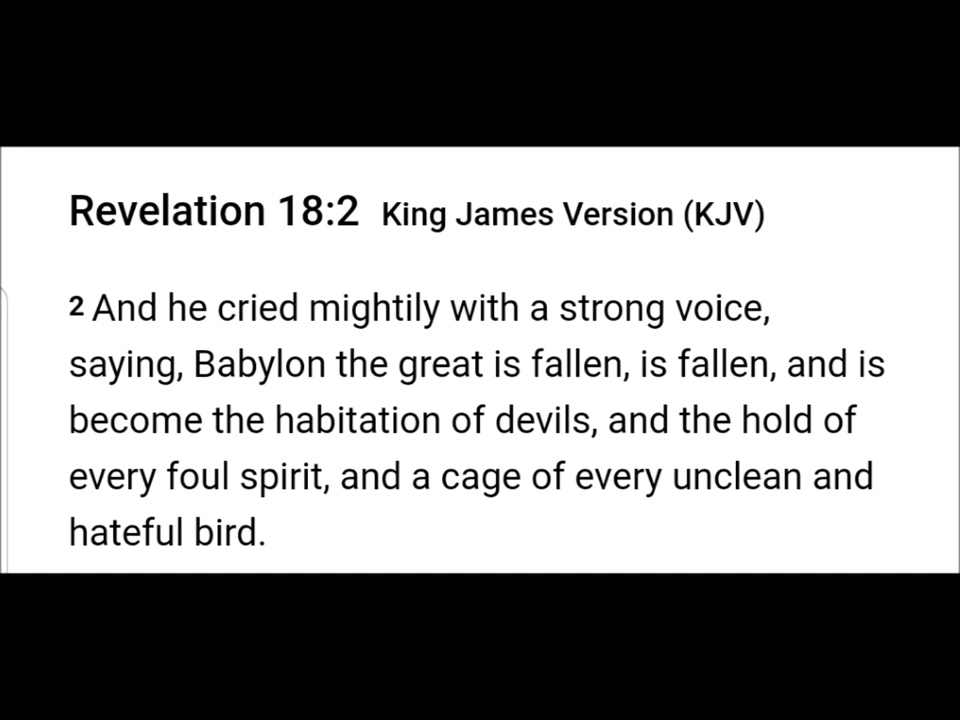 Revelation 18:2 King James Version (KJV)
2 And he cried mightily with a strong voice,
saying, Babylon the great is fallen, is fallen, and is
become the habitation of devils, and the hold of
every foul spirit, and a cage of every unclean and
hateful bird.